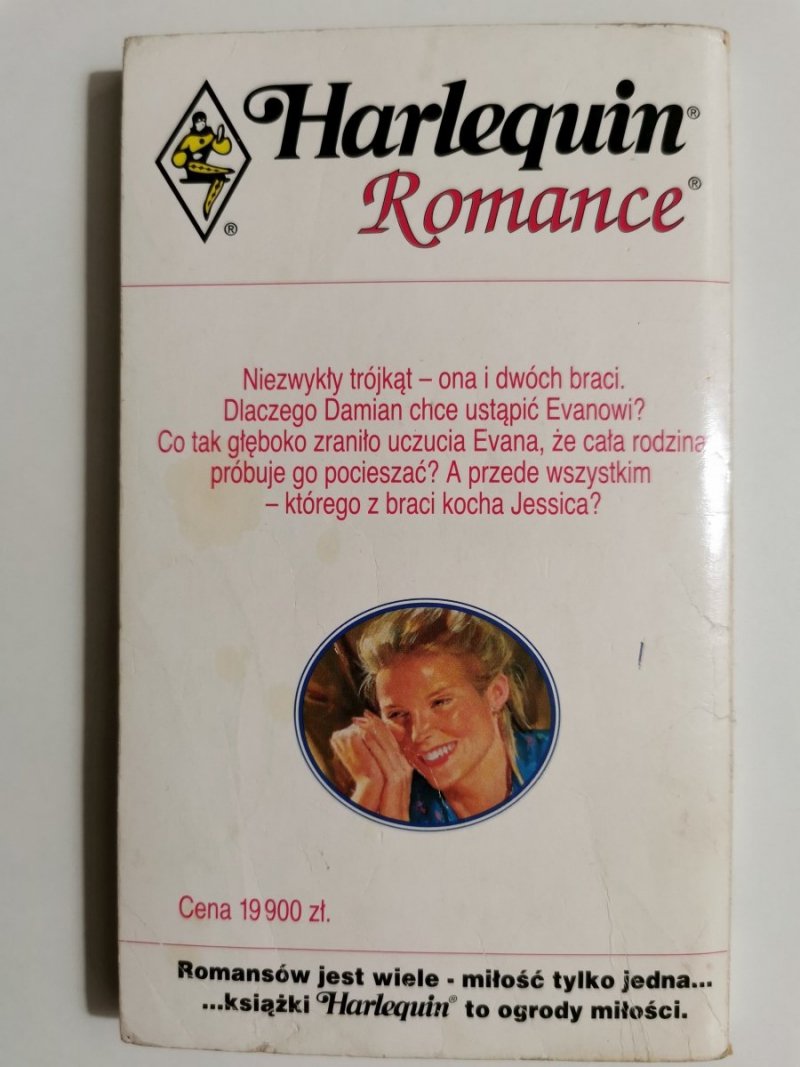 Harlequin®
Romance®
®
Niezwykły trójkąt – ona i dwóch braci.
Dlaczego Damian chce ustąpić Evanowi?
Co tak głęboko zraniło uczucia Evana, że cała rodzina
próbuje go pocieszać? A przede wszystkim
– którego z braci kocha Jessica?
Cena 19 900 zł.
Romansów jest wiele - miłość tylko jedna...
...książki Harlequin® to ogrody miłości.